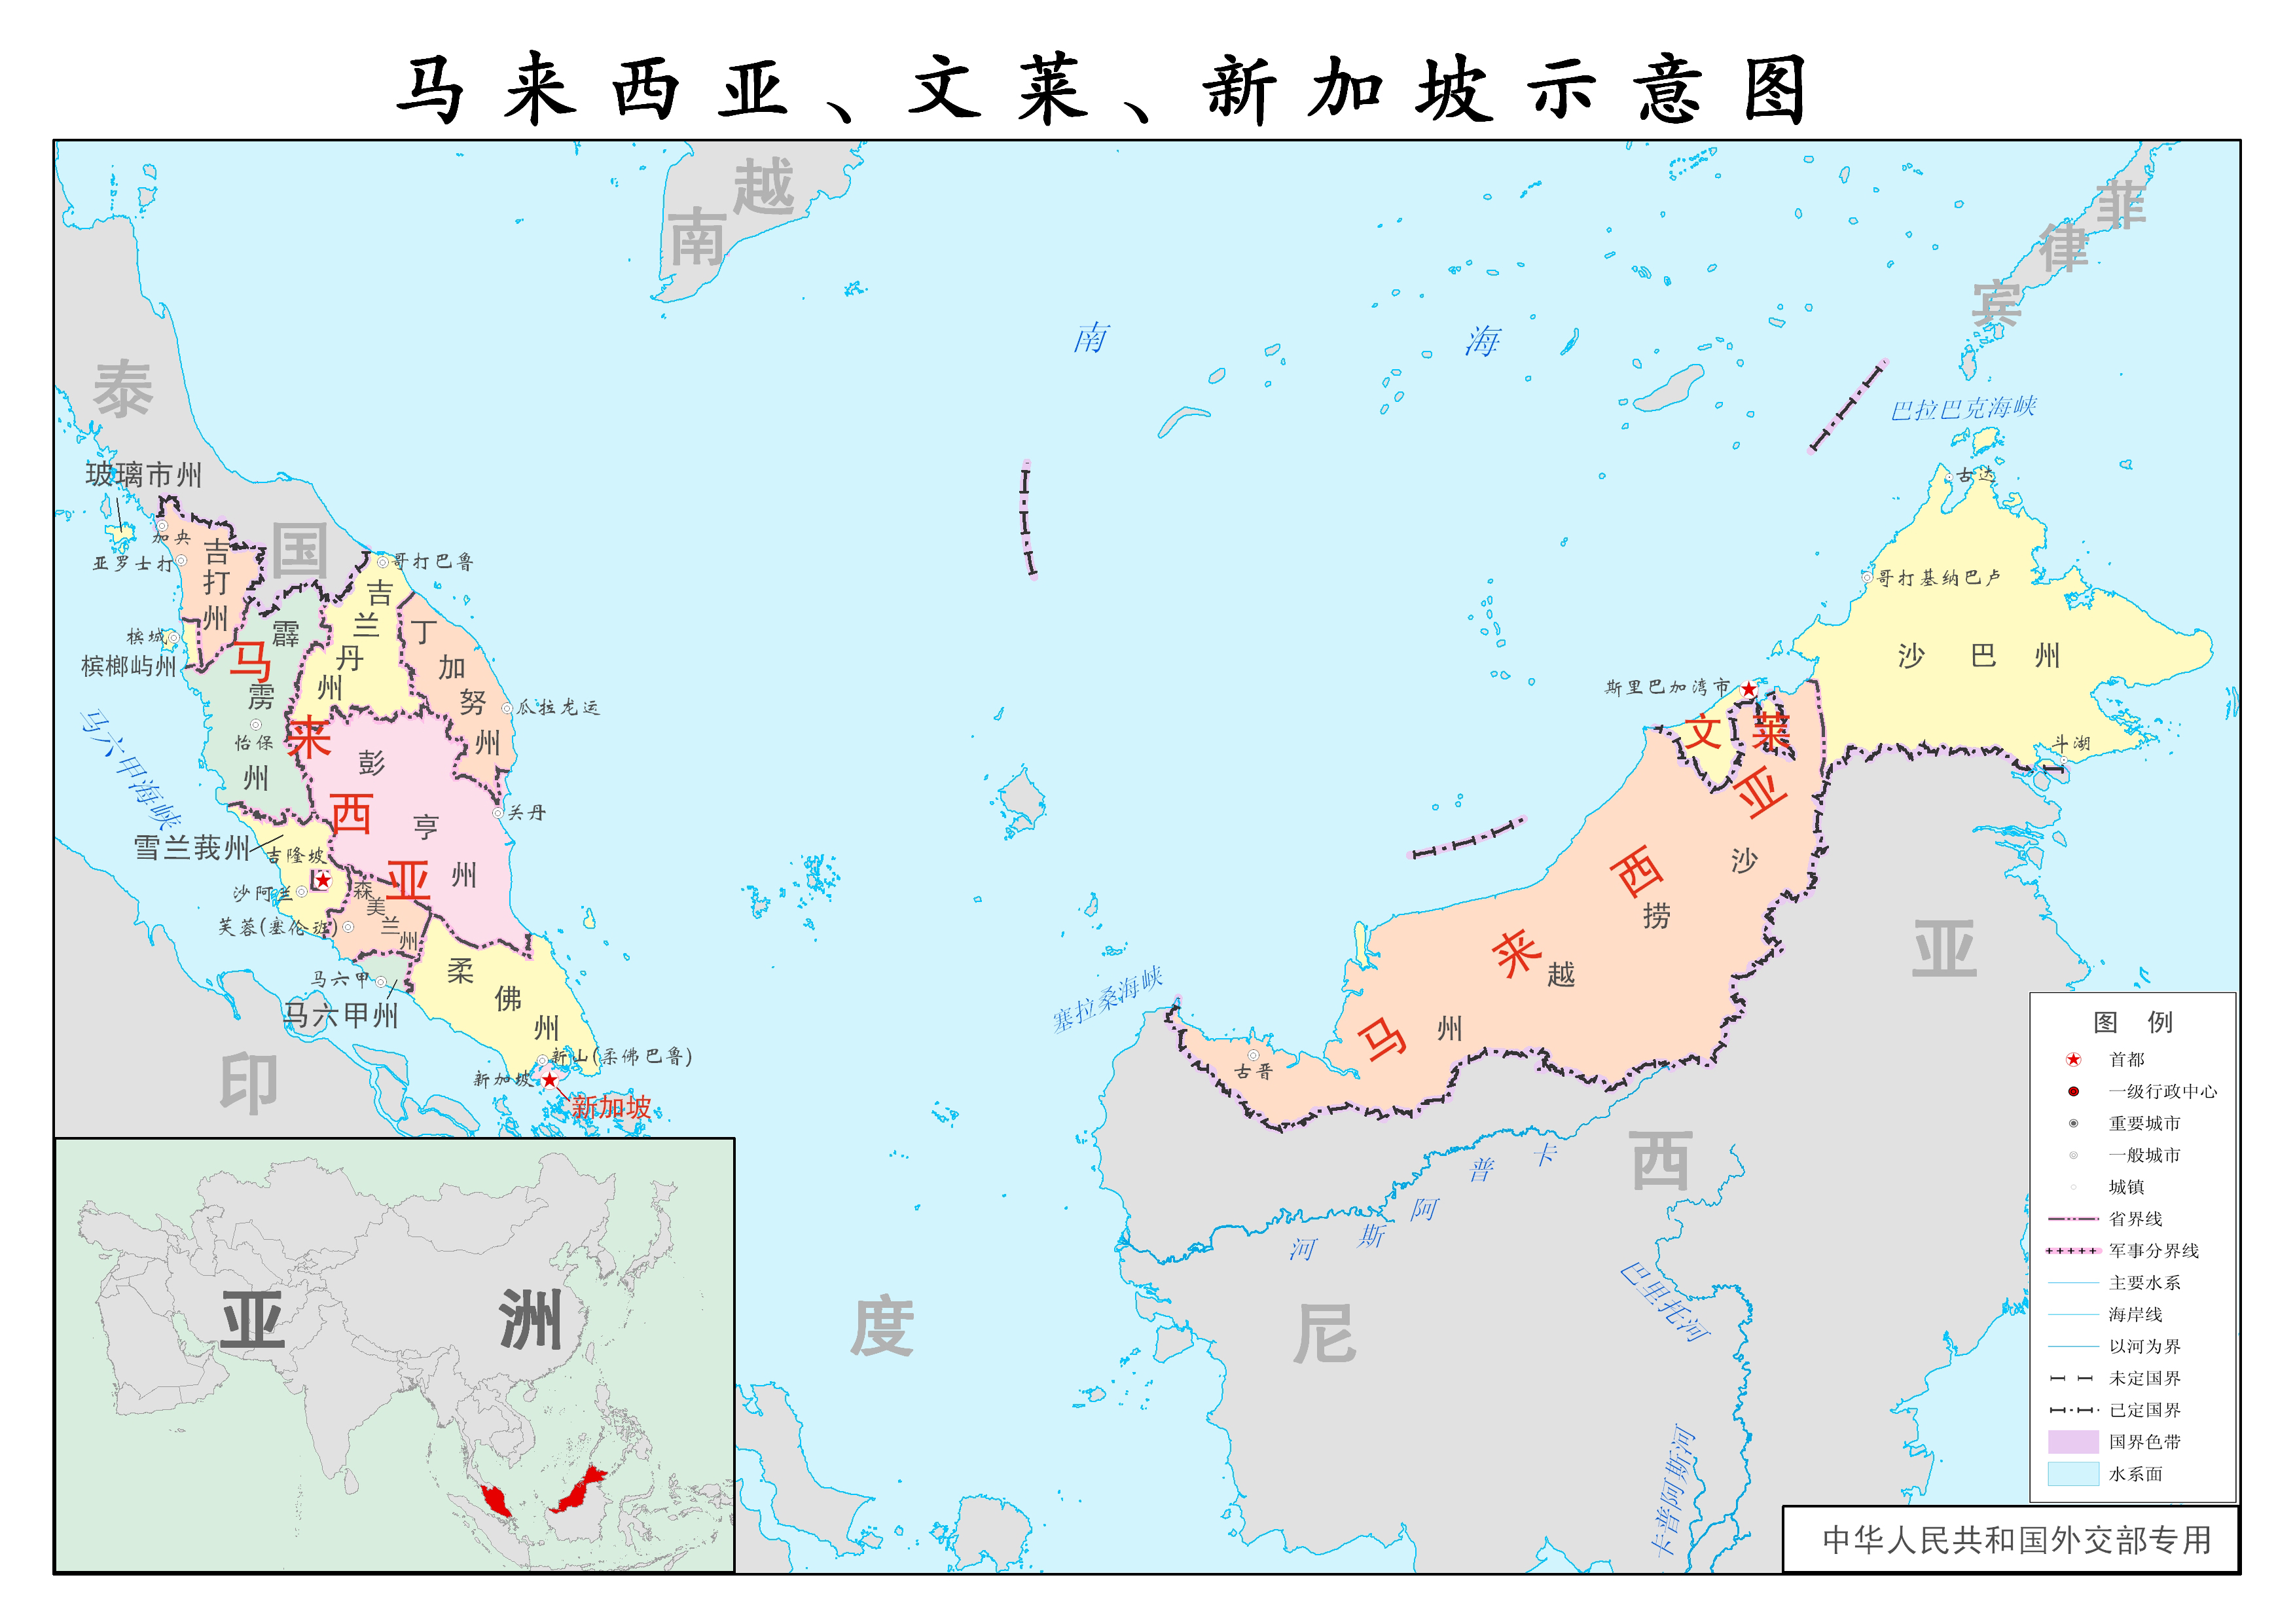 马来西亚、文莱、新加坡示意图
越南
菲律宾
泰国
南海
巴拉巴克海峡
玻璃市州
加央
亚罗士打
吉打州
哥打巴鲁
吉兰丹州
丁加努州
霹雳州
槟城
槟榔屿州
怡保
瓜拉龙运
马六甲海峡
彭亨州
关丹
雪兰莪州
吉隆坡
沙阿兰
森美兰州
芙蓉(塞伦班)
马六甲
马六甲州
柔佛州
新山(柔佛巴鲁)
新加坡
新加坡
马来西亚
古达
哥打基纳巴卢
沙巴州
斯里巴加湾市
文莱
斗湖
马来西亚
沙捞越州
古晋
塞拉桑海峡
印度尼西亚
卡普阿斯河
巴里托河
卡普阿斯河
亚洲
图例
首都
一级行政中心
重要城市
一般城市
城镇
省界线
军事分界线
主要水系
海岸线
以河为界
未定国界
已定国界
国界色带
水系面
中华人民共和国外交部专用